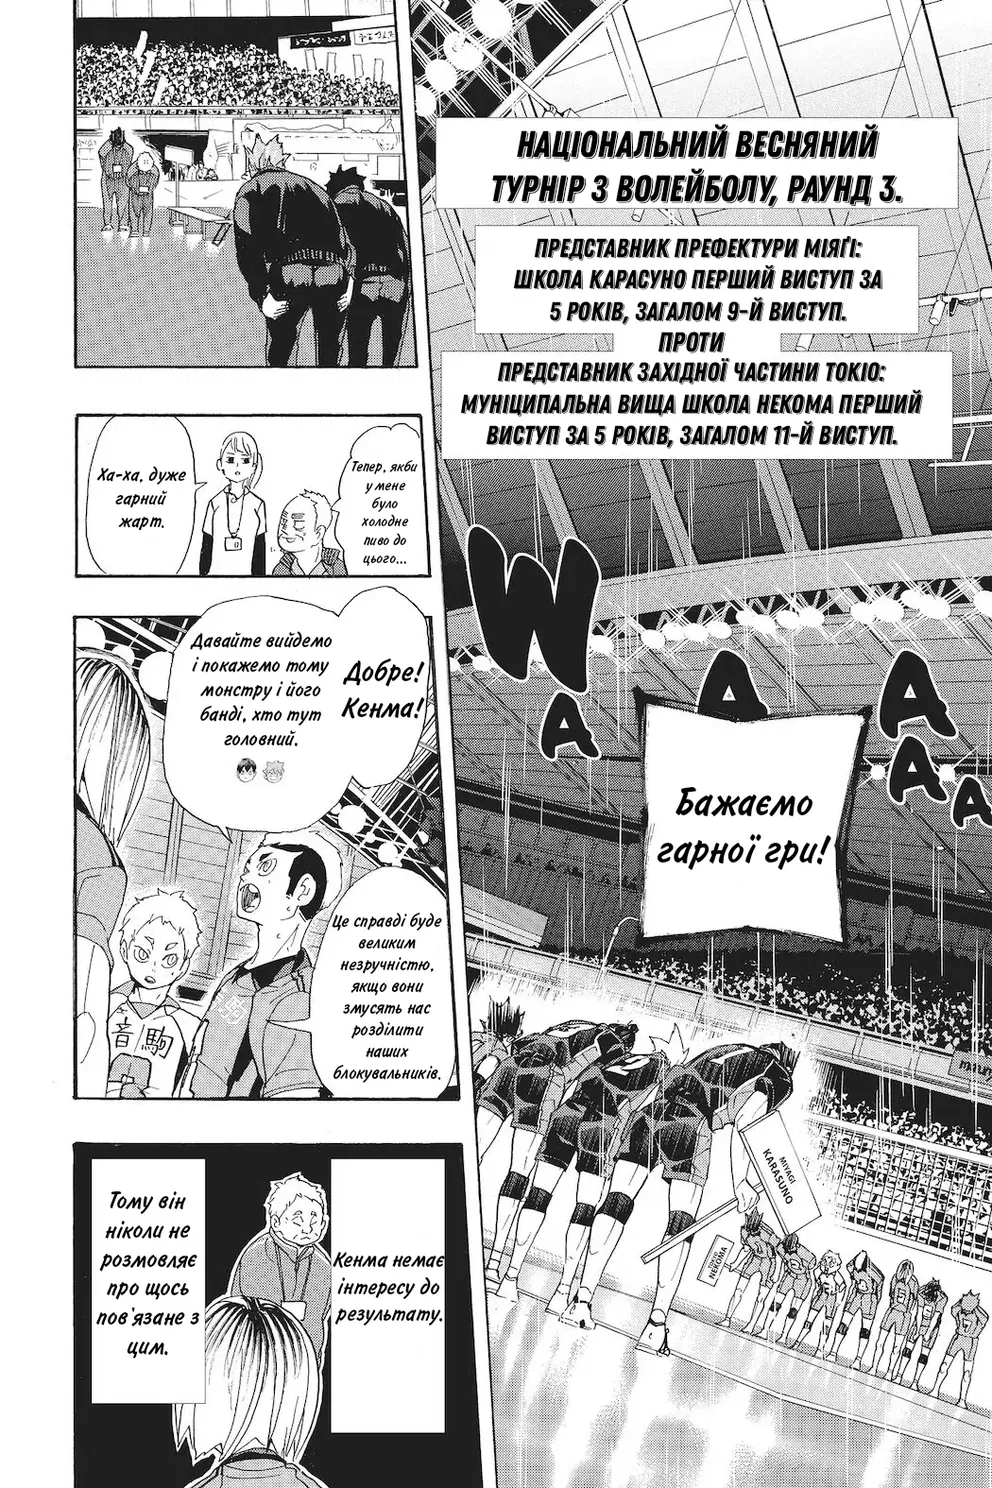 НАЦІОНАЛЬНИЙ ВЕСНЯНИЙ
ТУРНІР З ВОЛЕЙБОЛУ, РАУНД 3.
ПРЕДСТАВНИК ПРЕФЕКТУРИ МІЯҐІ:
ШКОЛА КАРАСУНО ПЕРШИЙ ВИСТУП ЗА
5 РОКІВ, ЗАГАЛОМ 9-Й ВИСТУП.
ПРОТИ
ПРЕДСТАВНИК ЗАХІДНОЇ ЧАСТИНИ ТОКІО:
МУНІЦИПАЛЬНА ВИЩА ШКОЛА НЕКОМА ПЕРШИЙ
ВИСТУП ЗА 5 РОКІВ, ЗАГАЛОМ 11-Й ВИСТУП.
W
A
A
A
A
A
Бажаємо
гарної гри!
MIYAGI
KARASUNO
TOKYO
NEKOMA
Тепер, якби
у мене
було
холодне
пиво до
цього...
Ха-ха, дуже
гарний
жарт.
Добре!
Кенма!
Давайте вийдемо
і покажемо тому
монстру і його
банді, хто тут
головний.
音駒
Це справді буде
великим
незручністю,
якщо вони
змусять нас
розділити
наших
блокувальників.
Кенма немає
інтересу до
результату.
Тому він
ніколи не
розмовляє
про щось
пов'язане з
цим.